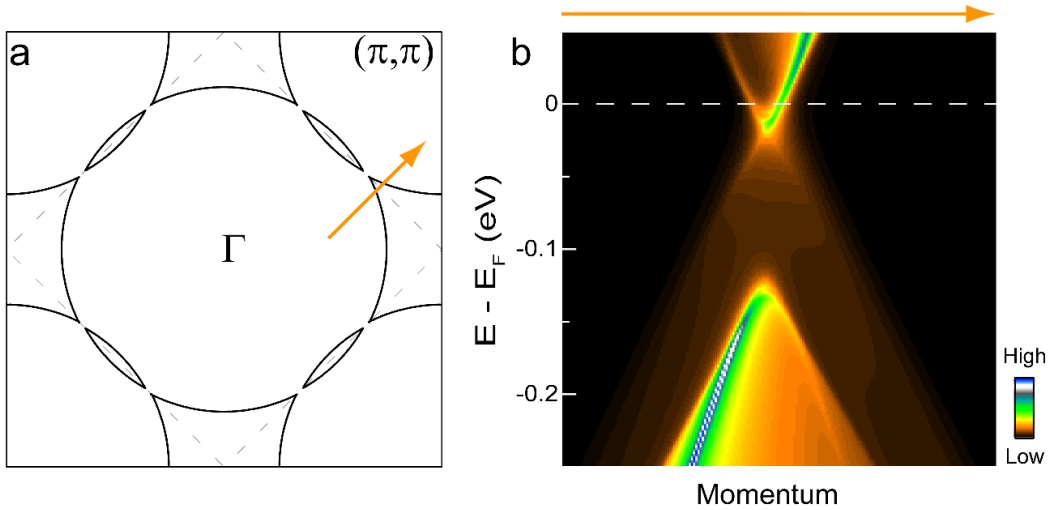 a
(π,π)
Γ
b
E - E_F (eV)
0
-0.1
-0.2
Momentum
High
Low